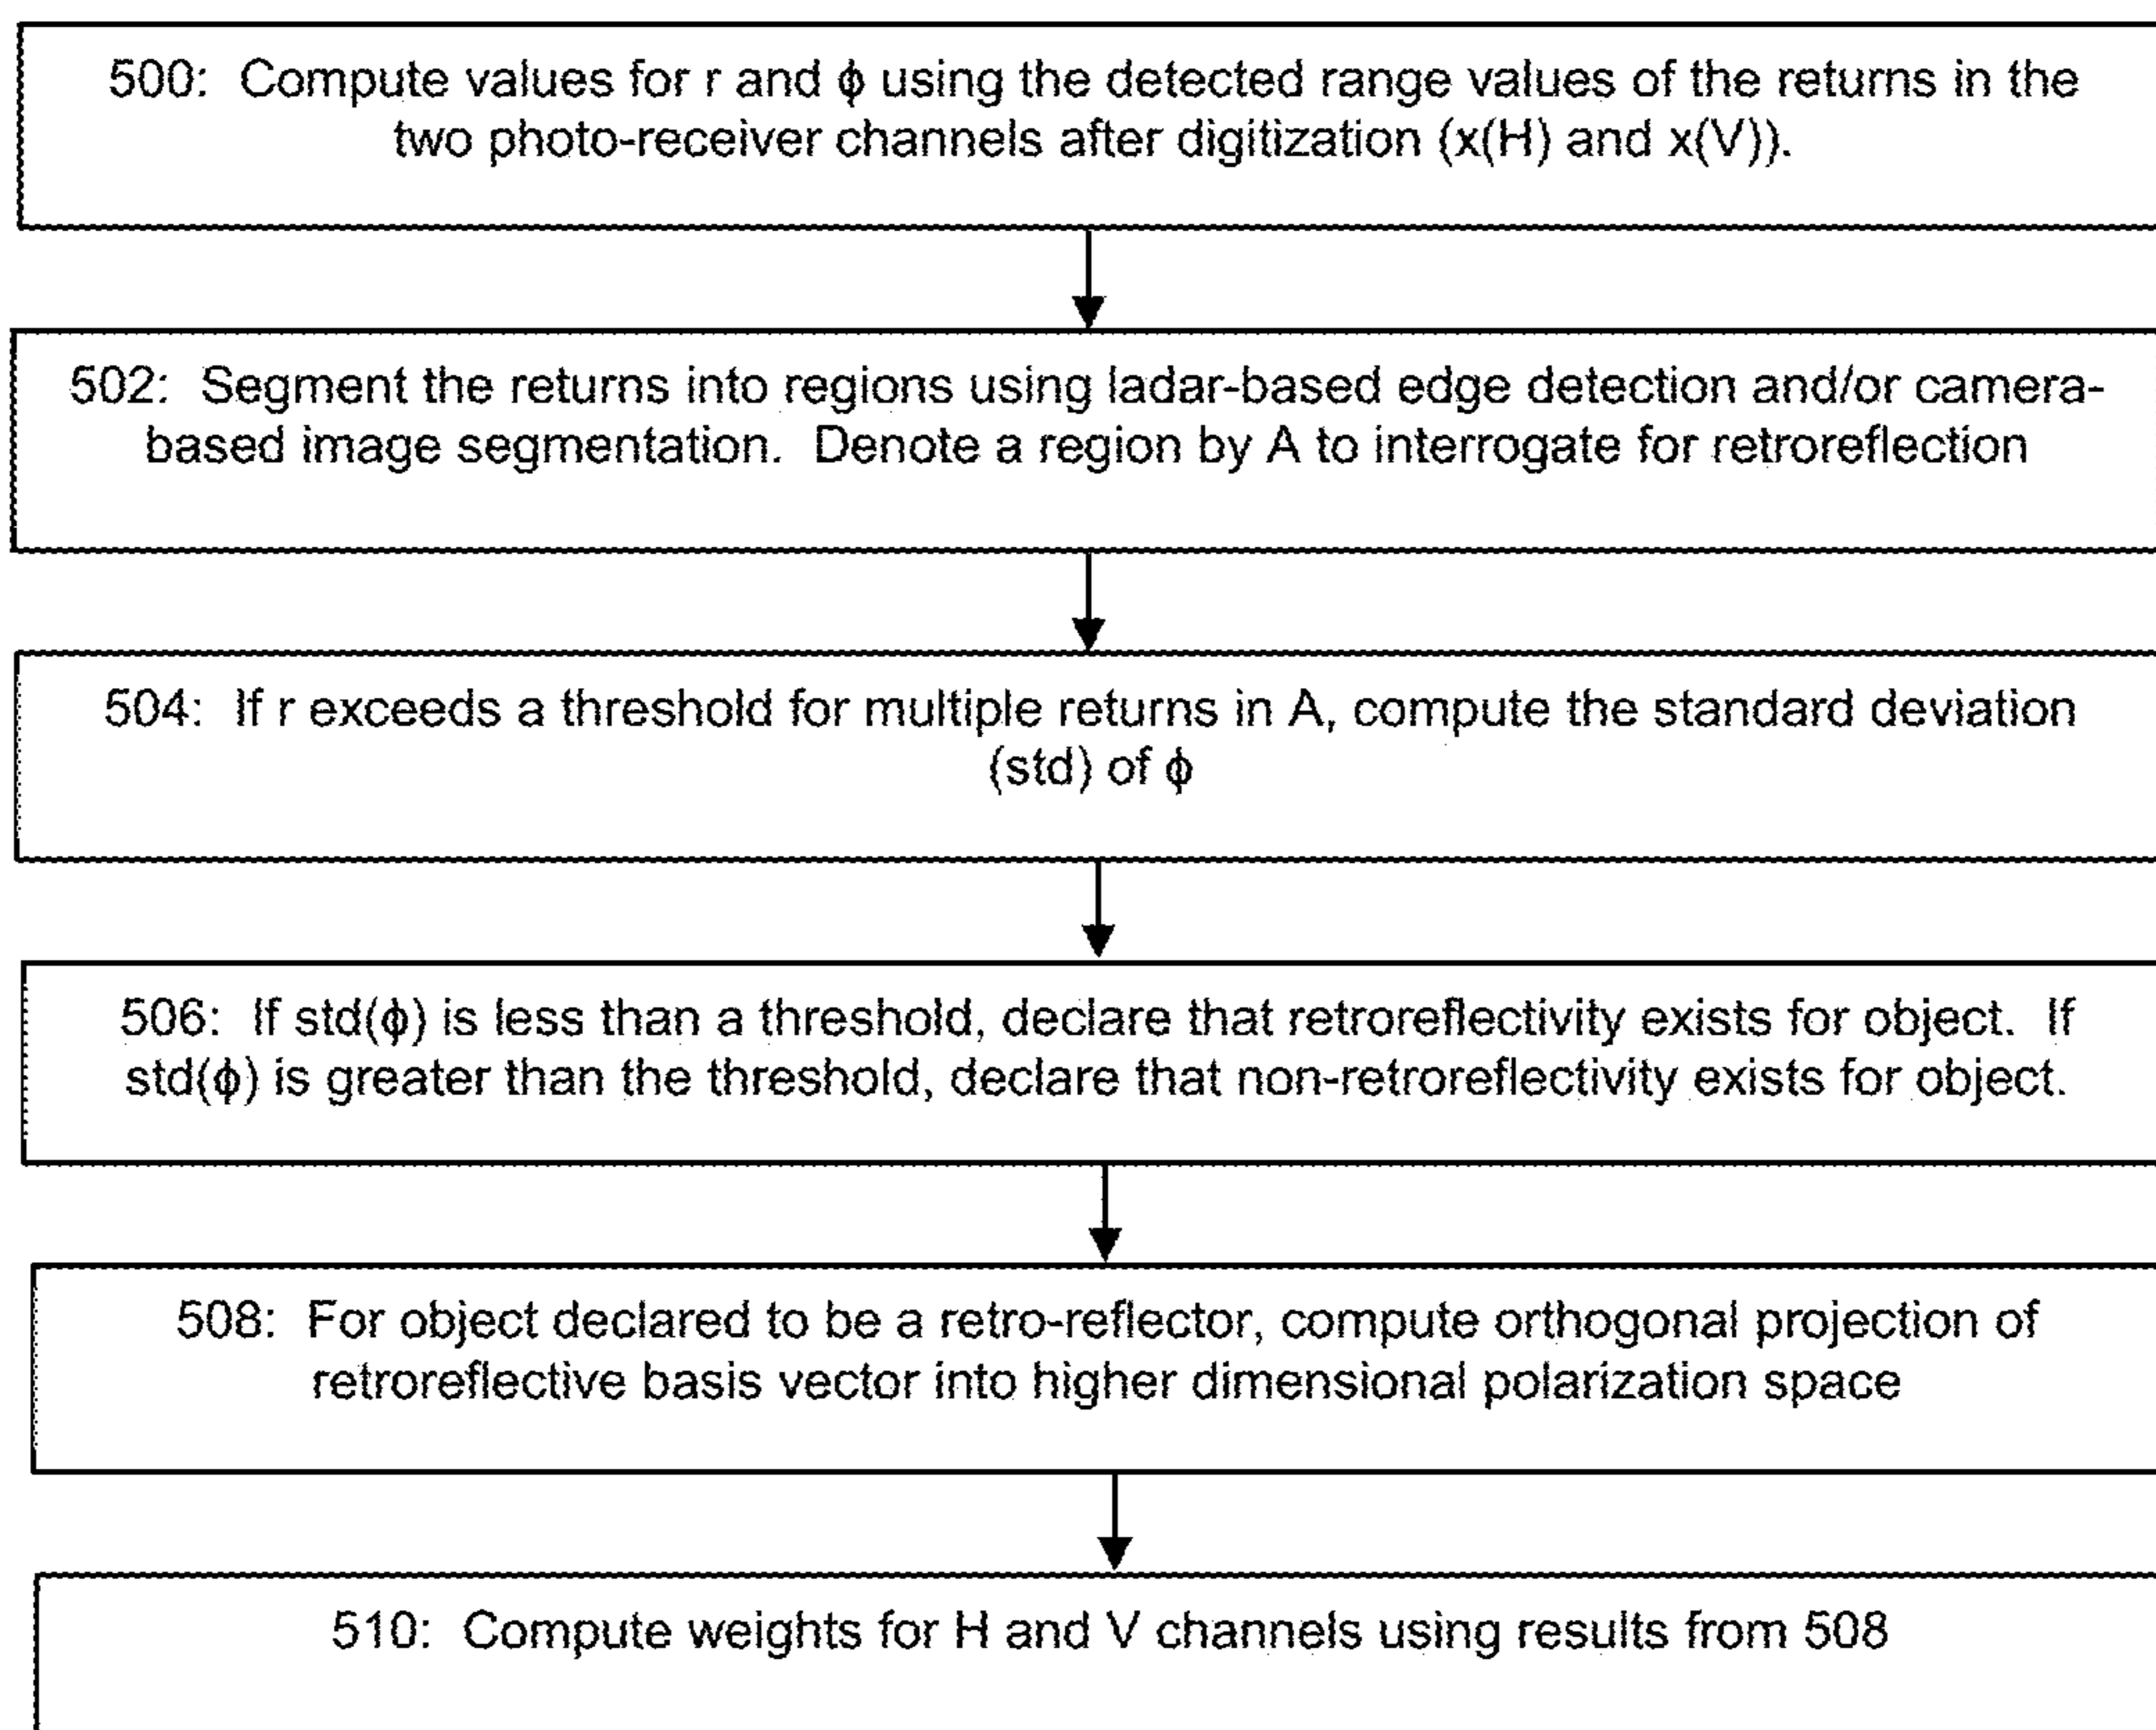 500: Compute values for r and ϕ using the detected range values of the returns in the
two photo-receiver channels after digitization (x(H) and x(V)).
502: Segment the returns into regions using ladar-based edge detection and/or camera-
based image segmentation. Denote a region by A to interrogate for retroreflection
504: If r exceeds a threshold for multiple returns in A, compute the standard deviation
(std) of ϕ
506: If std(ϕ) is less than a threshold, declare that retroreflectivity exists for object. If
std(ϕ) is greater than the threshold, declare that non-retroreflectivity exists for object.
508: For object declared to be a retro-reflector, compute orthogonal projection of
retroreflective basis vector into higher dimensional polarization space
510: Compute weights for H and V channels using results from 508